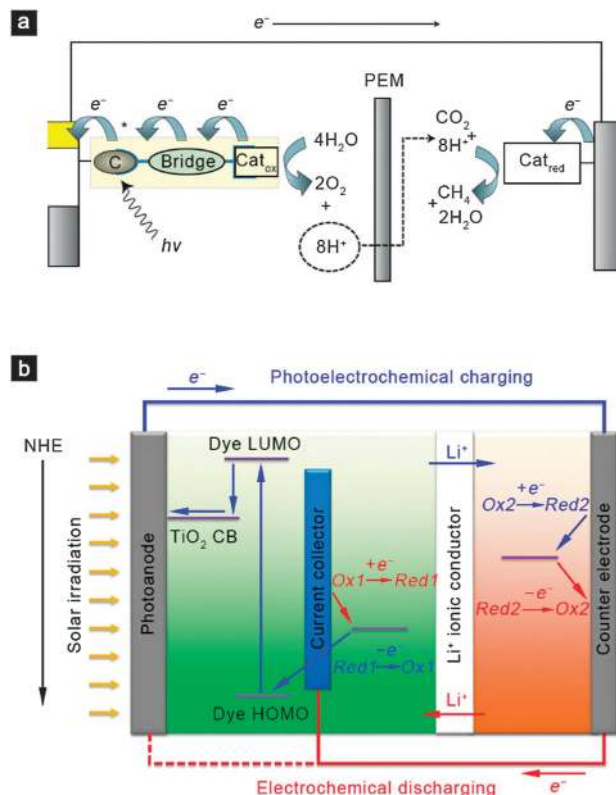 a
e⁻
PEM
e⁻ * e⁻ e⁻
C
Bridge
Cat_ox
hν
4H₂O
2O₂
+
8H⁺
CO₂
8H⁺+
CH₄
+
2H₂O
e⁻
Cat_red
b
e⁻ Photoelectrochemical charging
NHE
Solar irradiation
Photoanode
Dye LUMO
TiO₂ CB
Dye HOMO
Current collector
+e⁻
Ox1→Red1
−e⁻
Red1→Ox1
Li⁺
Li⁺ ionic conductor
Li⁺
+e⁻
Ox2→Red2
−e⁻
Red2→Ox2
Counter electrode
Electrochemical discharging e⁻